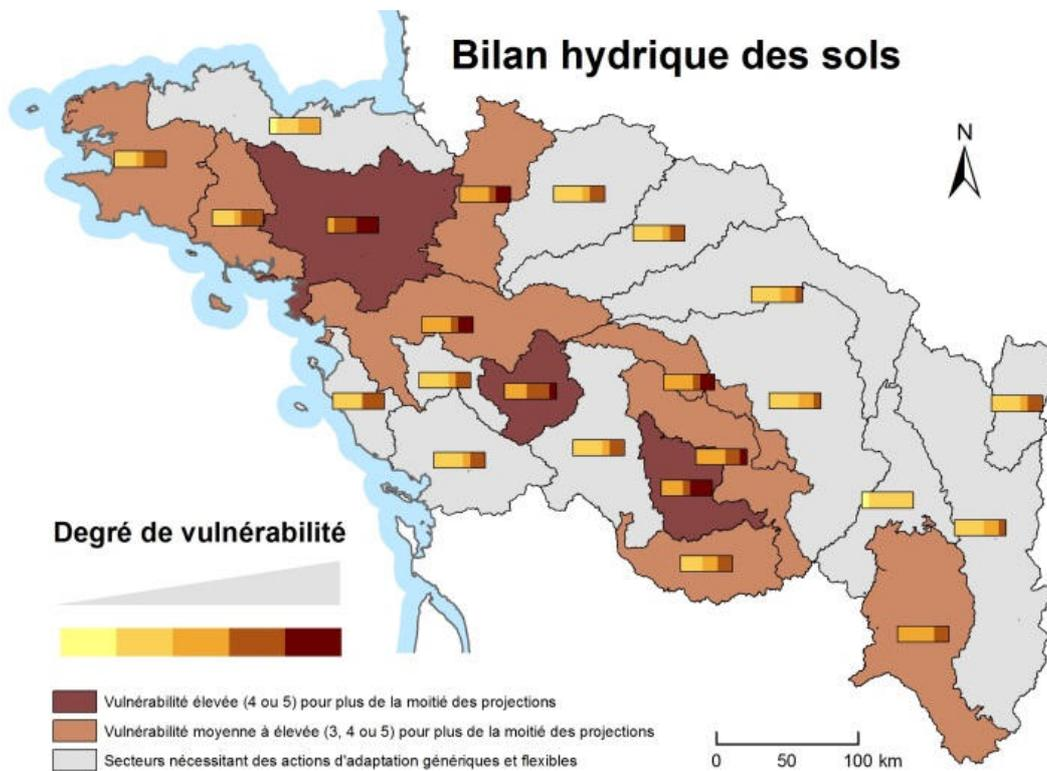 Bilan hydrique des sols
N
Degré de vulnérabilité
Vulnérabilité élevée (4 ou 5) pour plus de la moitié des projections
Vulnérabilité moyenne à élevée (3, 4 ou 5) pour plus de la moitié des projections
Secteurs nécessitant des actions d'adaptation génériques et flexibles
0 50 100 km